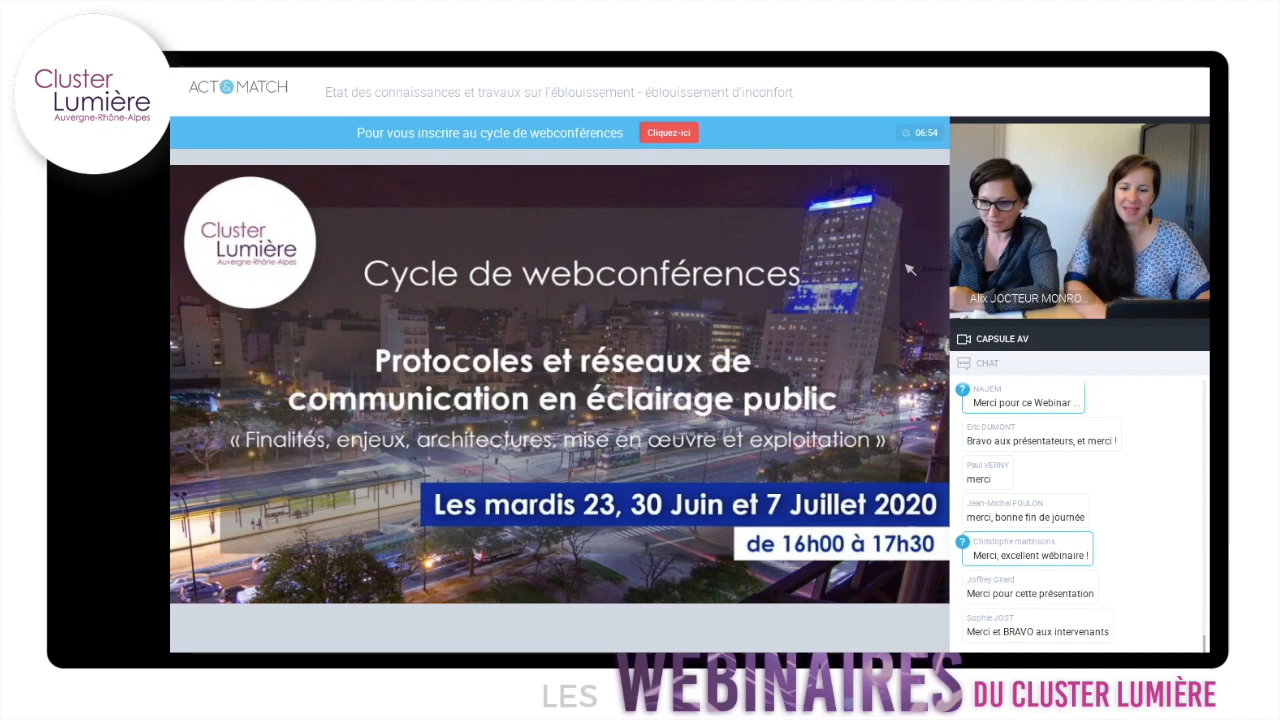 Cluster
Lumière
Auvergne-Rhône-Alpes
ACT & MATCH
Etat des connaissances et travaux sur l'éblouissement - éblouissement d'inconfort
Pour vous inscrire au cycle de webconférences
Cliquez-ici
06:54
Cluster
Lumière
Auvergne-Rhône-Alpes
Cycle de webconférences
Protocoles et réseaux de
communication en éclairage public
« Finalités, enjeux, architectures, mise en œuvre et exploitation »
Les mardis 23, 30 Juin et 7 Juillet 2020
de 16h00 à 17h30
Alix JOCTEUR MONRO...
CAPSULE AV
CHAT
?
NAJEM
Merci pour ce Webinar ...
Eric DUMONT
Bravo aux présentateurs, et merci !
Paul VERNY
merci
Jean-Michel FOULON
merci, bonne fin de journée
?
Christophe martinsons
Merci, excellent wébinaire !
Joffrey Girard
Merci pour cette présentation
Sophie JOST
Merci et BRAVO aux intervenants
LES WEBINAIRES DU CLUSTER LUMIÈRE